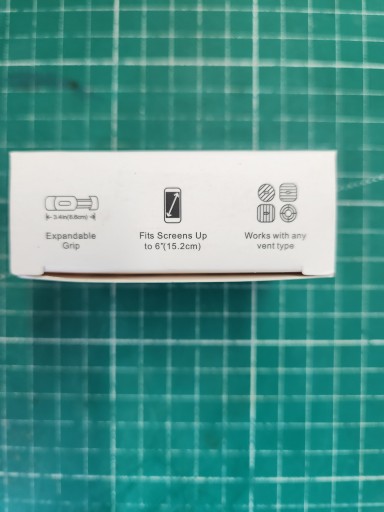 3.4in(8.6cm)
Expandable
Grip
Fits Screens Up
to 6"(15.2cm)
Works with any
vent type